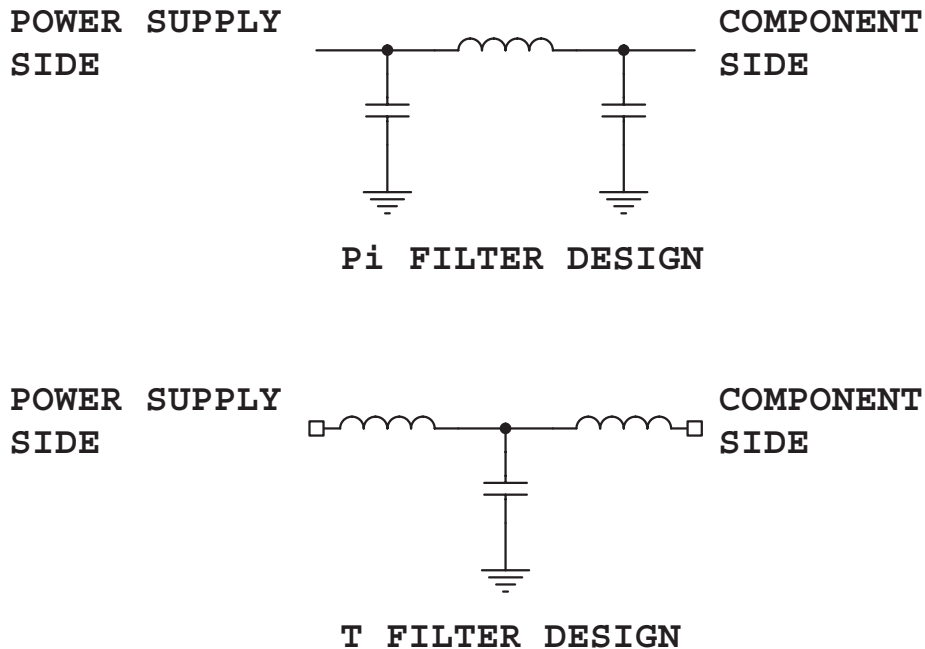 POWER SUPPLY
SIDE
COMPONENT
SIDE
Pi FILTER DESIGN
POWER SUPPLY
SIDE
COMPONENT
SIDE
T FILTER DESIGN